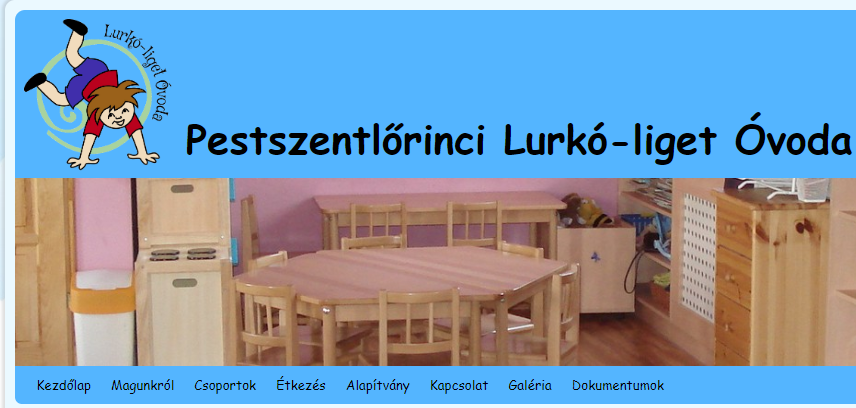 Lurkó-liget Óvoda
Pestszentlőrinci Lurkó-liget Óvoda
Kezdőlap Magunkról Csoportok Étkezés Alapítvány Kapcsolat Galéria Dokumentumok